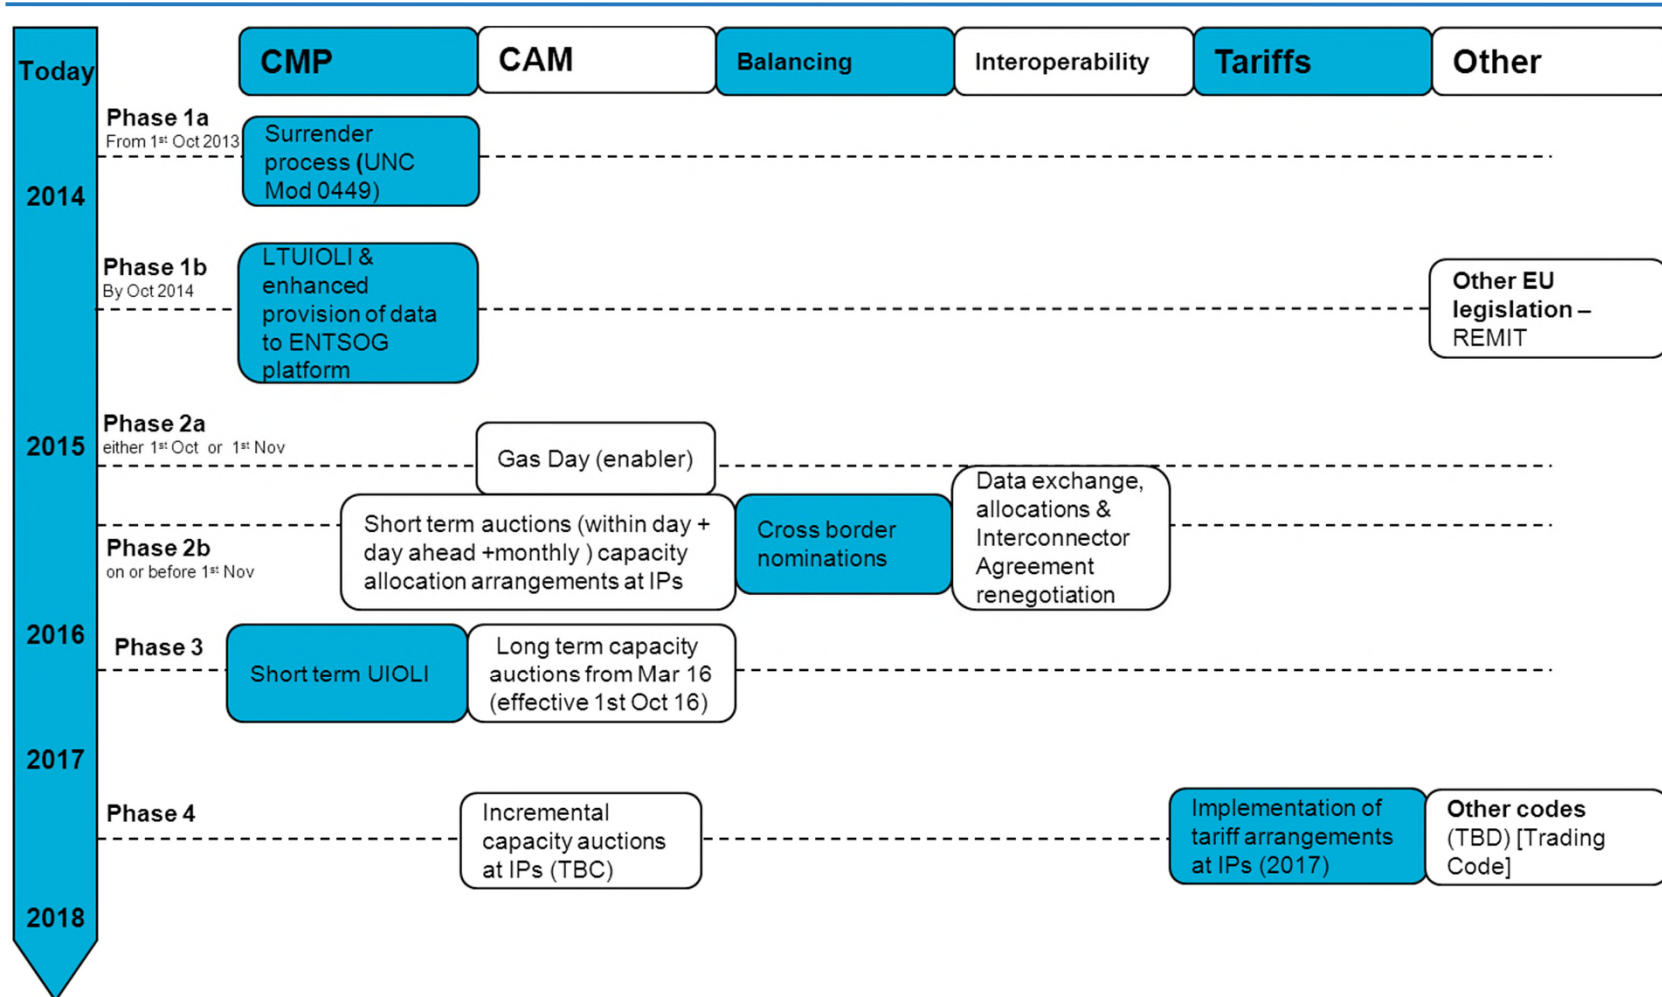 Today
CMP
CAM
Balancing
Interoperability
Tariffs
Other
Phase 1a
From 1st Oct 2013
Surrender
process (UNC
Mod 0449)
2014
Phase 1b
By Oct 2014
LTUIOLI &
enhanced
provision of data
to ENTSOG
platform
Other EU
legislation –
REMIT
2015
Phase 2a
either 1st Oct or 1st Nov
Gas Day (enabler)
Phase 2b
on or before 1st Nov
Short term auctions (within day +
day ahead +monthly ) capacity
allocation arrangements at IPs
Cross border
nominations
Data exchange,
allocations &
Interconnector
Agreement
renegotiation
2016
Phase 3
Short term UIOLI
Long term capacity
auctions from Mar 16
(effective 1st Oct 16)
2017
Phase 4
Incremental
capacity auctions
at IPs (TBC)
Implementation of
tariff arrangements
at IPs (2017)
Other codes
(TBD) [Trading
Code]
2018